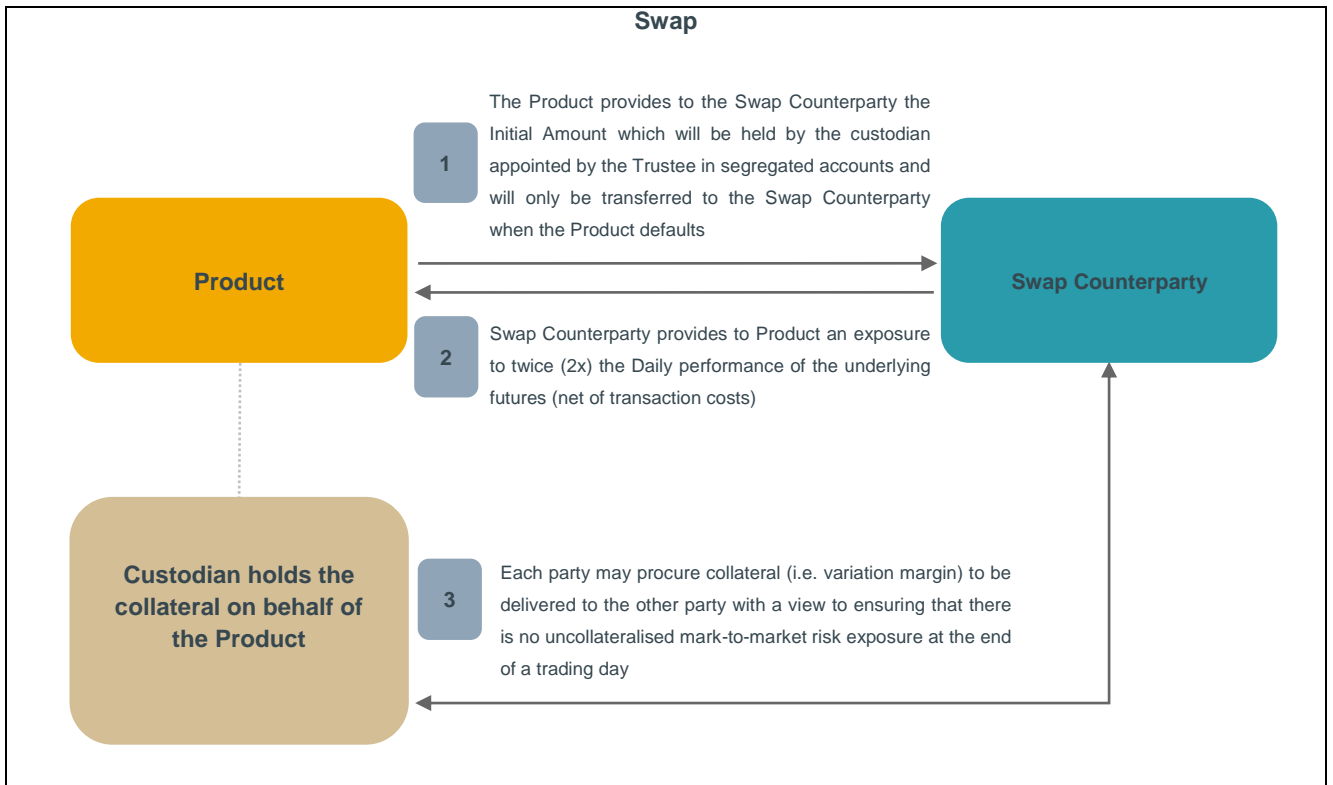 Swap
The Product provides to the Swap Counterparty the
Initial Amount which will be held by the custodian
appointed by the Trustee in segregated accounts and
will only be transferred to the Swap Counterparty
when the Product defaults
1
Product
Swap Counterparty
2
Swap Counterparty provides to Product an exposure
to twice (2x) the Daily performance of the underlying
futures (net of transaction costs)
Custodian holds the
collateral on behalf of
the Product
3
Each party may procure collateral (i.e. variation margin) to be
delivered to the other party with a view to ensuring that there
is no uncollateralised mark-to-market risk exposure at the end
of a trading day